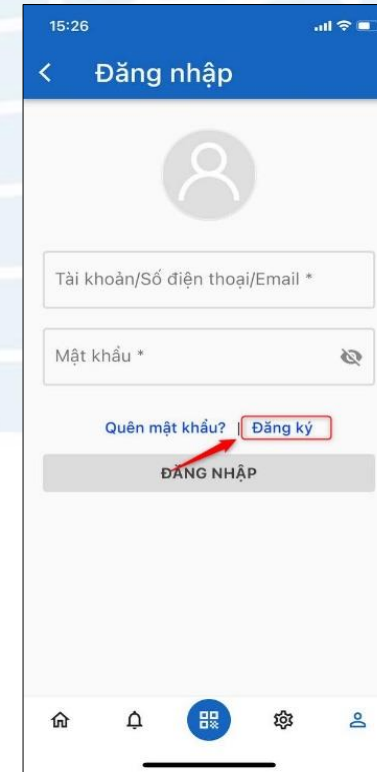 15:26
Đăng nhập
Tài khoản/Số điện thoại/Email *
Mật khẩu *
Quên mật khẩu? | Đăng ký
ĐĂNG NHẬP